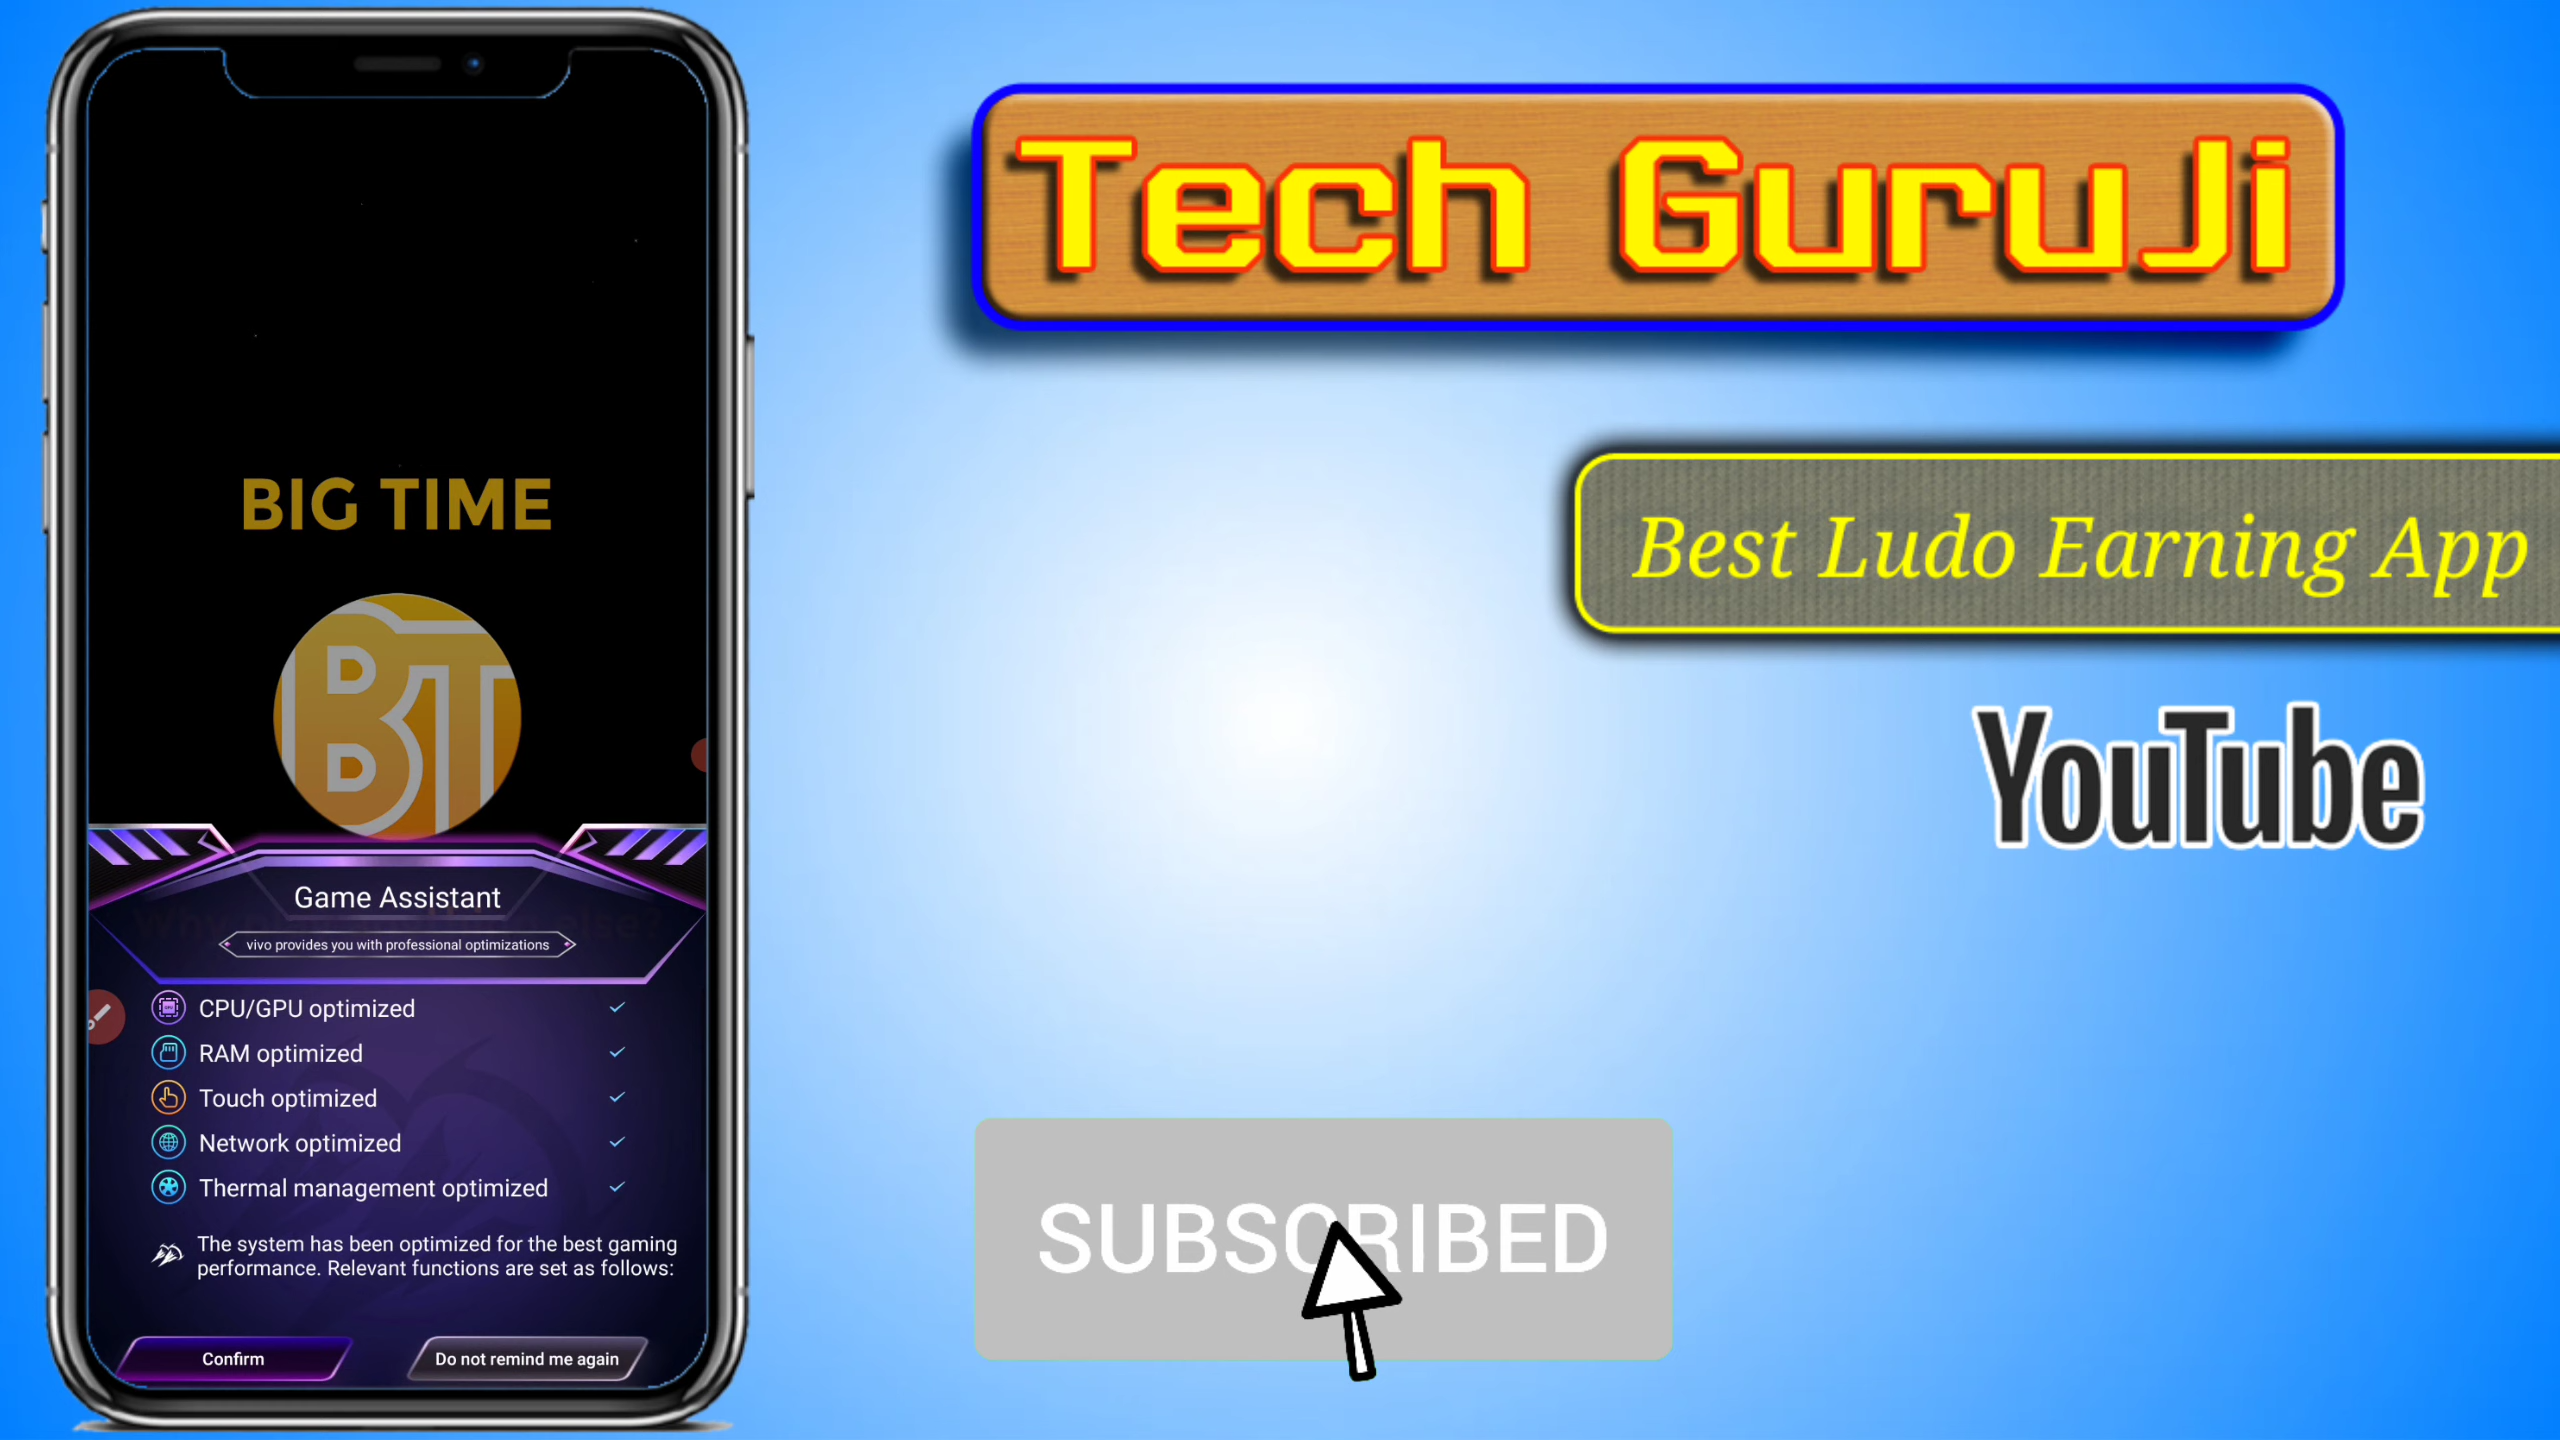 Tech GuruJi
Best Ludo Earning App
YouTube
SUBSCRIBED
BIG TIME
BT
Game Assistant
vivo provides you with professional optimizations
CPU/GPU optimized
RAM optimized
Touch optimized
Network optimized
Thermal management optimized
The system has been optimized for the best gaming
performance. Relevant functions are set as follows:
Confirm
Do not remind me again